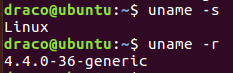 draco@ubuntu:~$ uname -s
Linux
draco@ubuntu:~$ uname -r
4.4.0-36-generic